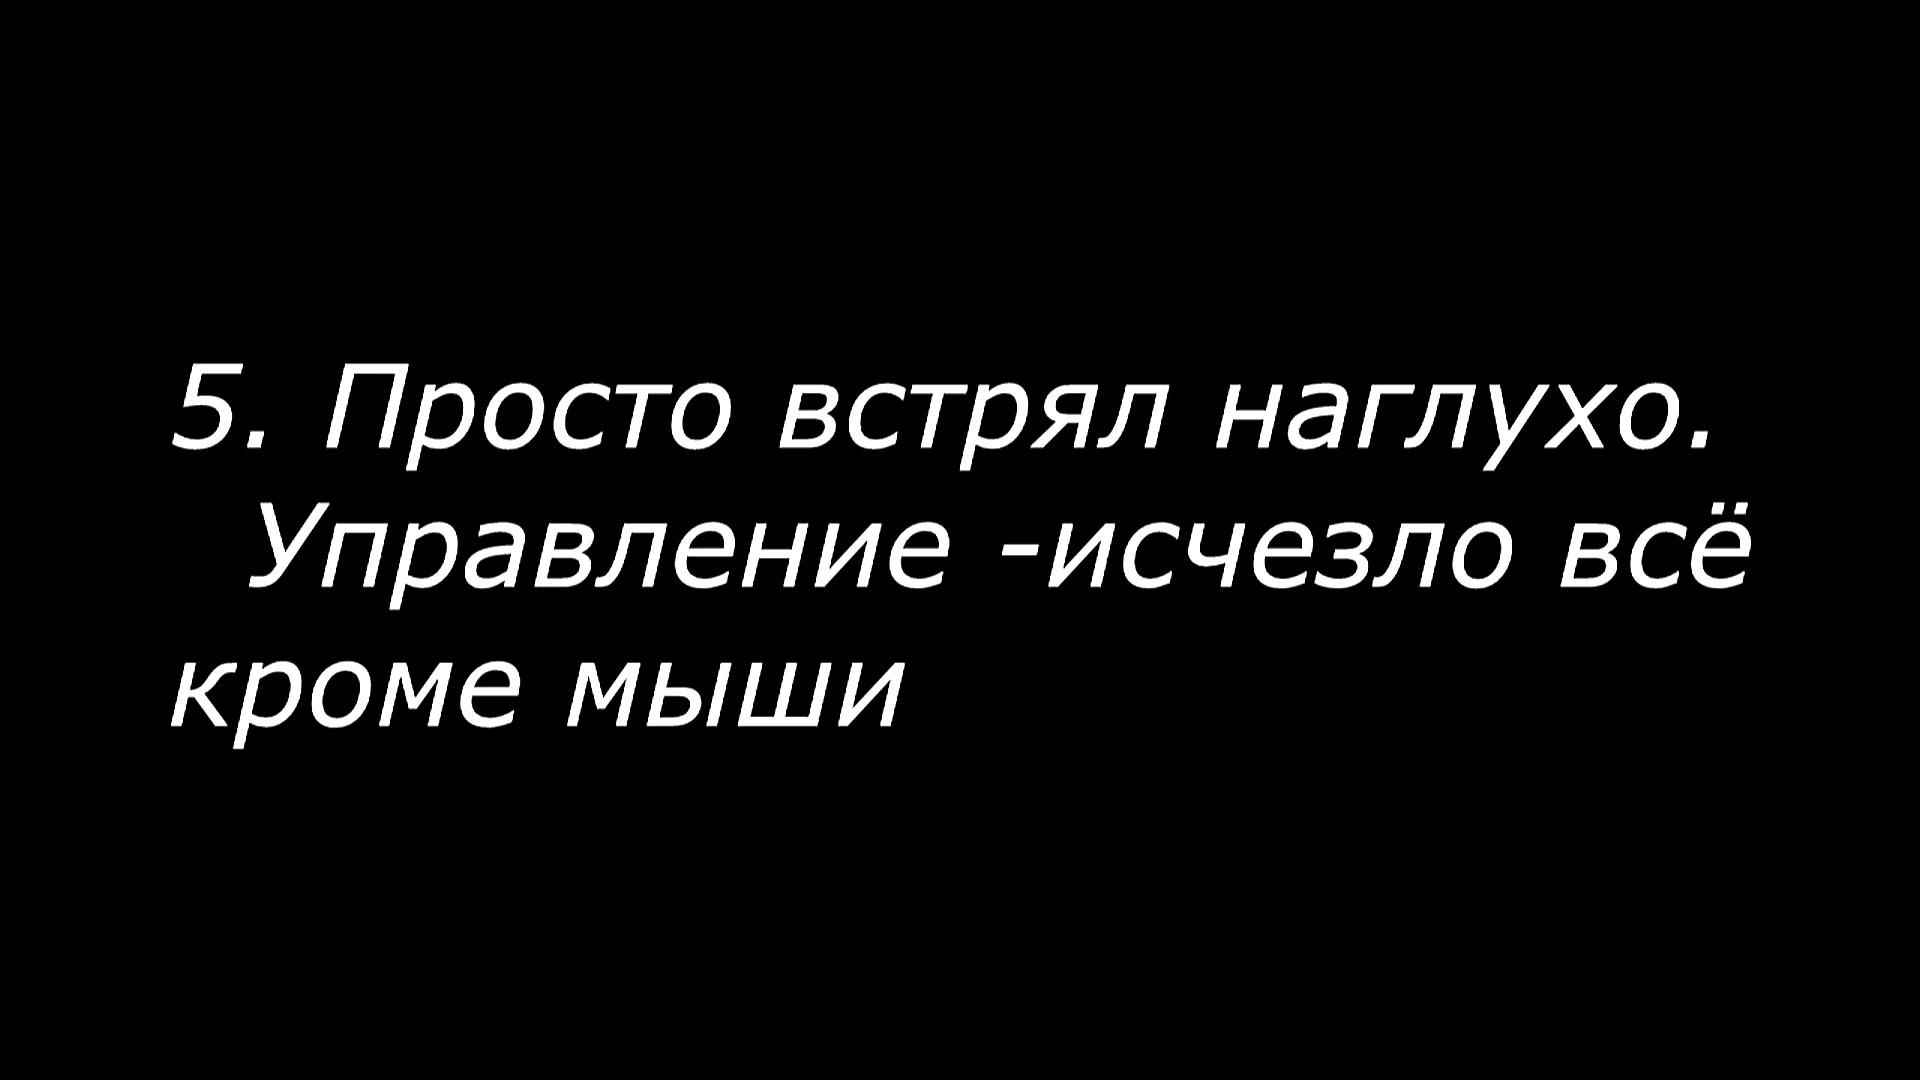 5. Просто встрял наглухо.
Управление -исчезло всё
кроме мыши